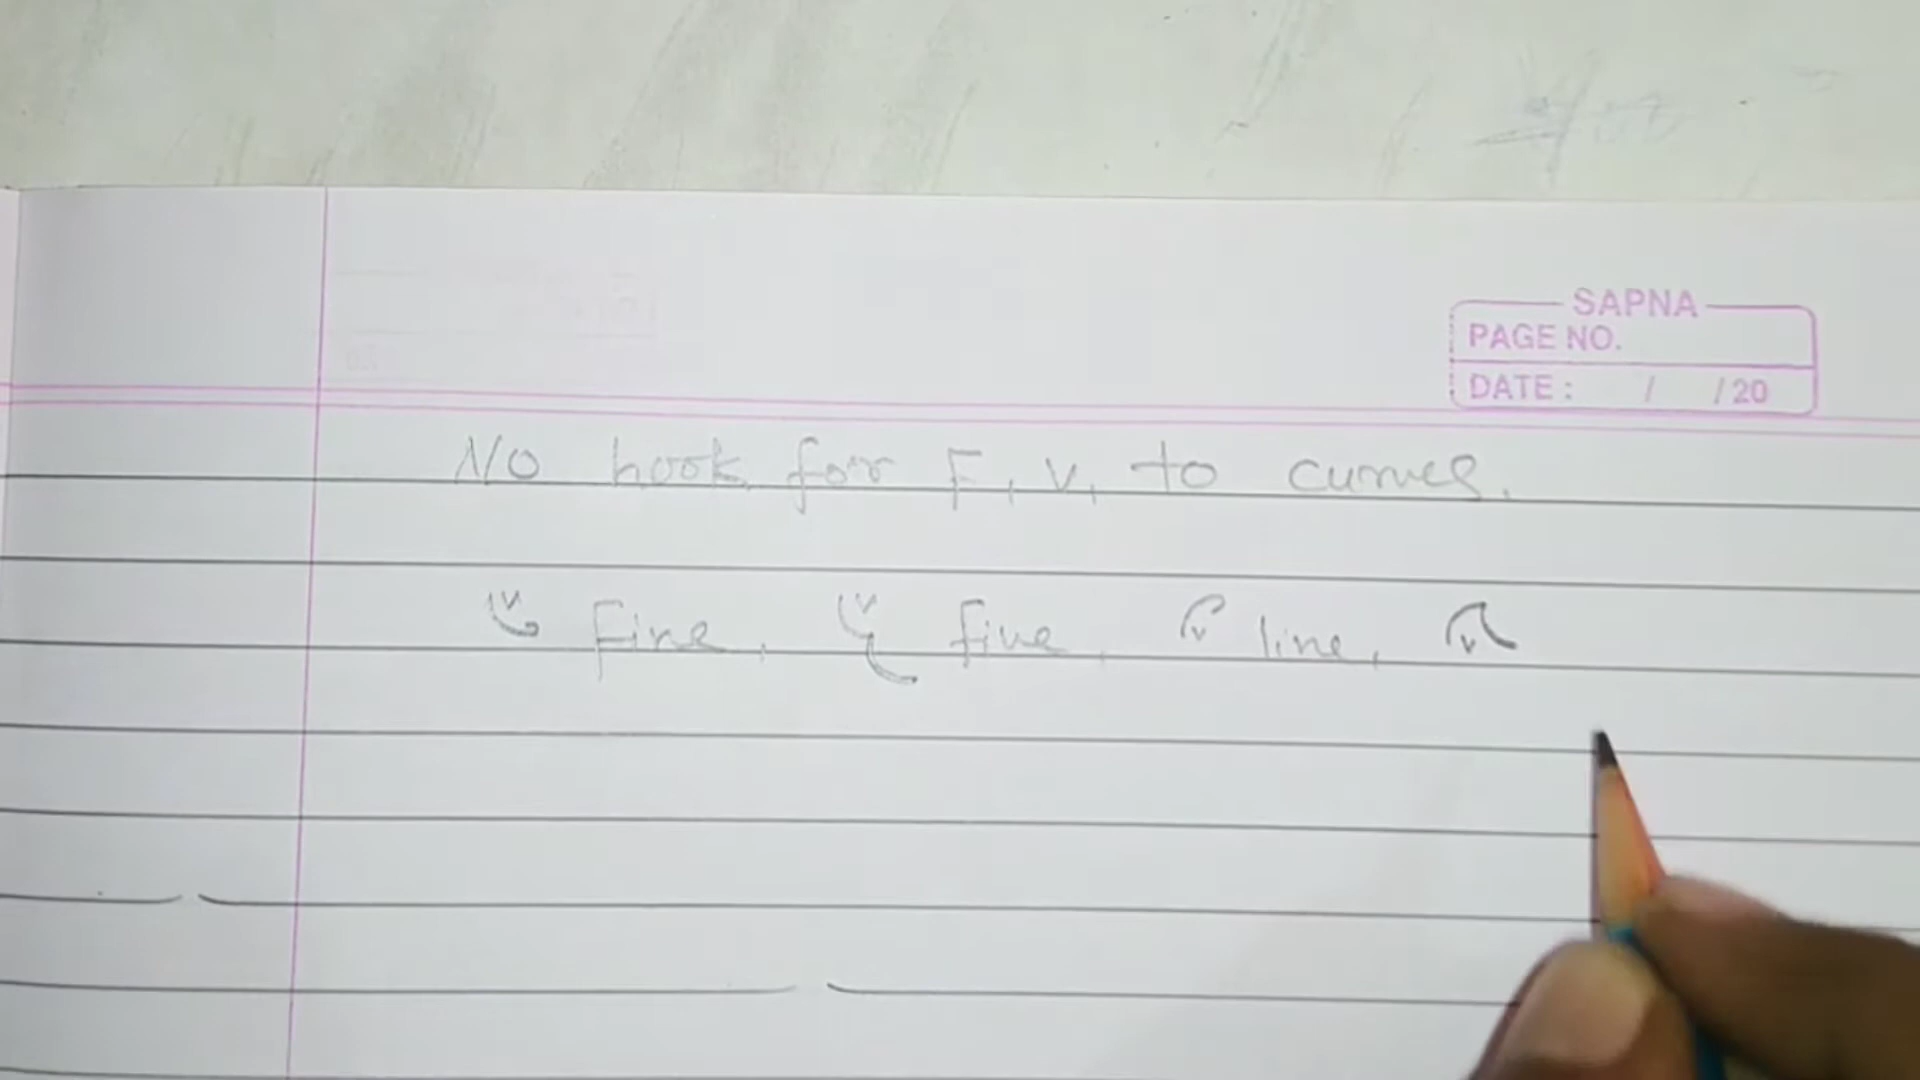 SAPNA
PAGE NO.
DATE : / /20
No hook for F, V, to curves.
Fine, five, line,